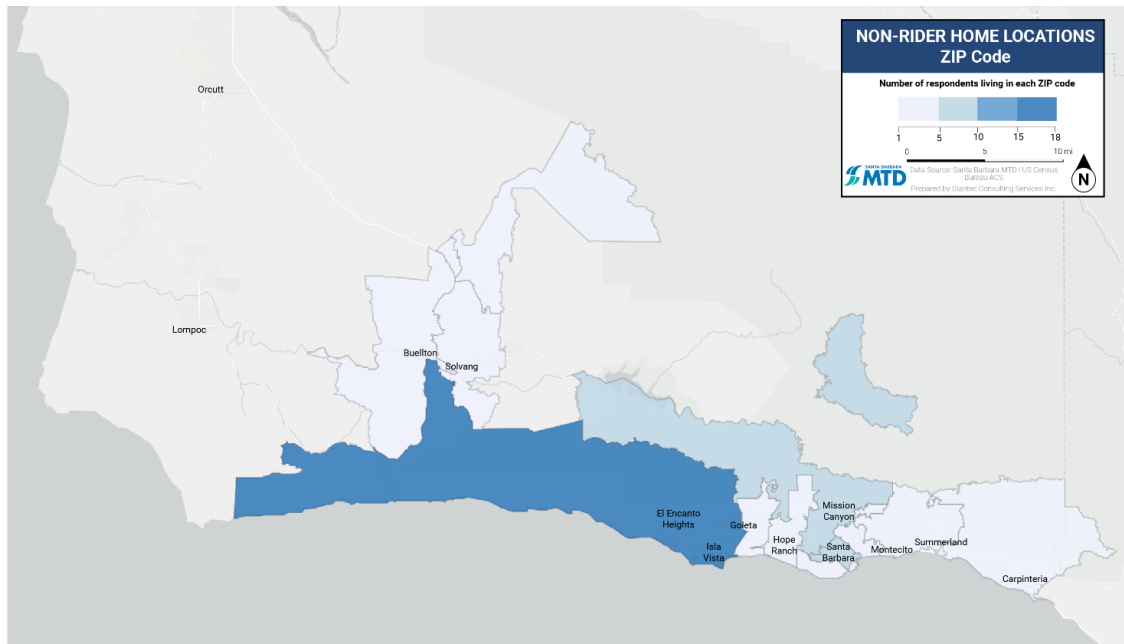 NON-RIDER HOME LOCATIONS
ZIP Code
Number of respondents living in each ZIP code
1 5 10 15 18
0 5 10 mi
SANTA BARBARA
MTD
Data Source: Santa Barbara MTD | US Census
Bureau ACS
Prepared by Stantec Consulting Services Inc.
N
Orcutt
Lompoc
Buellton
Solvang
El Encanto
Heights
Isla
Vista
Goleta
Hope
Ranch
Mission
Canyon
Santa
Barbara
Montecito
Summerland
Carpinteria